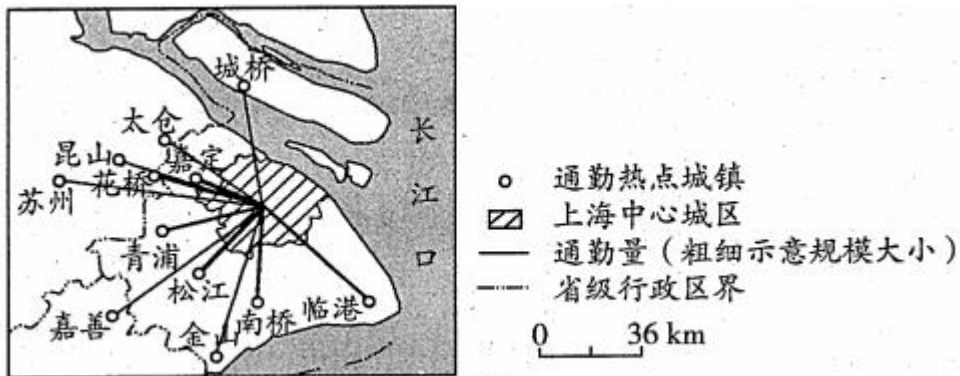 城桥
太仓
昆山
嘉定
花桥
苏州
青浦
松江
嘉善
金山
南桥
临港
长江口
通勤热点城镇
上海中心城区
通勤量（粗细示意规模大小）
省级行政区界
0 36 km